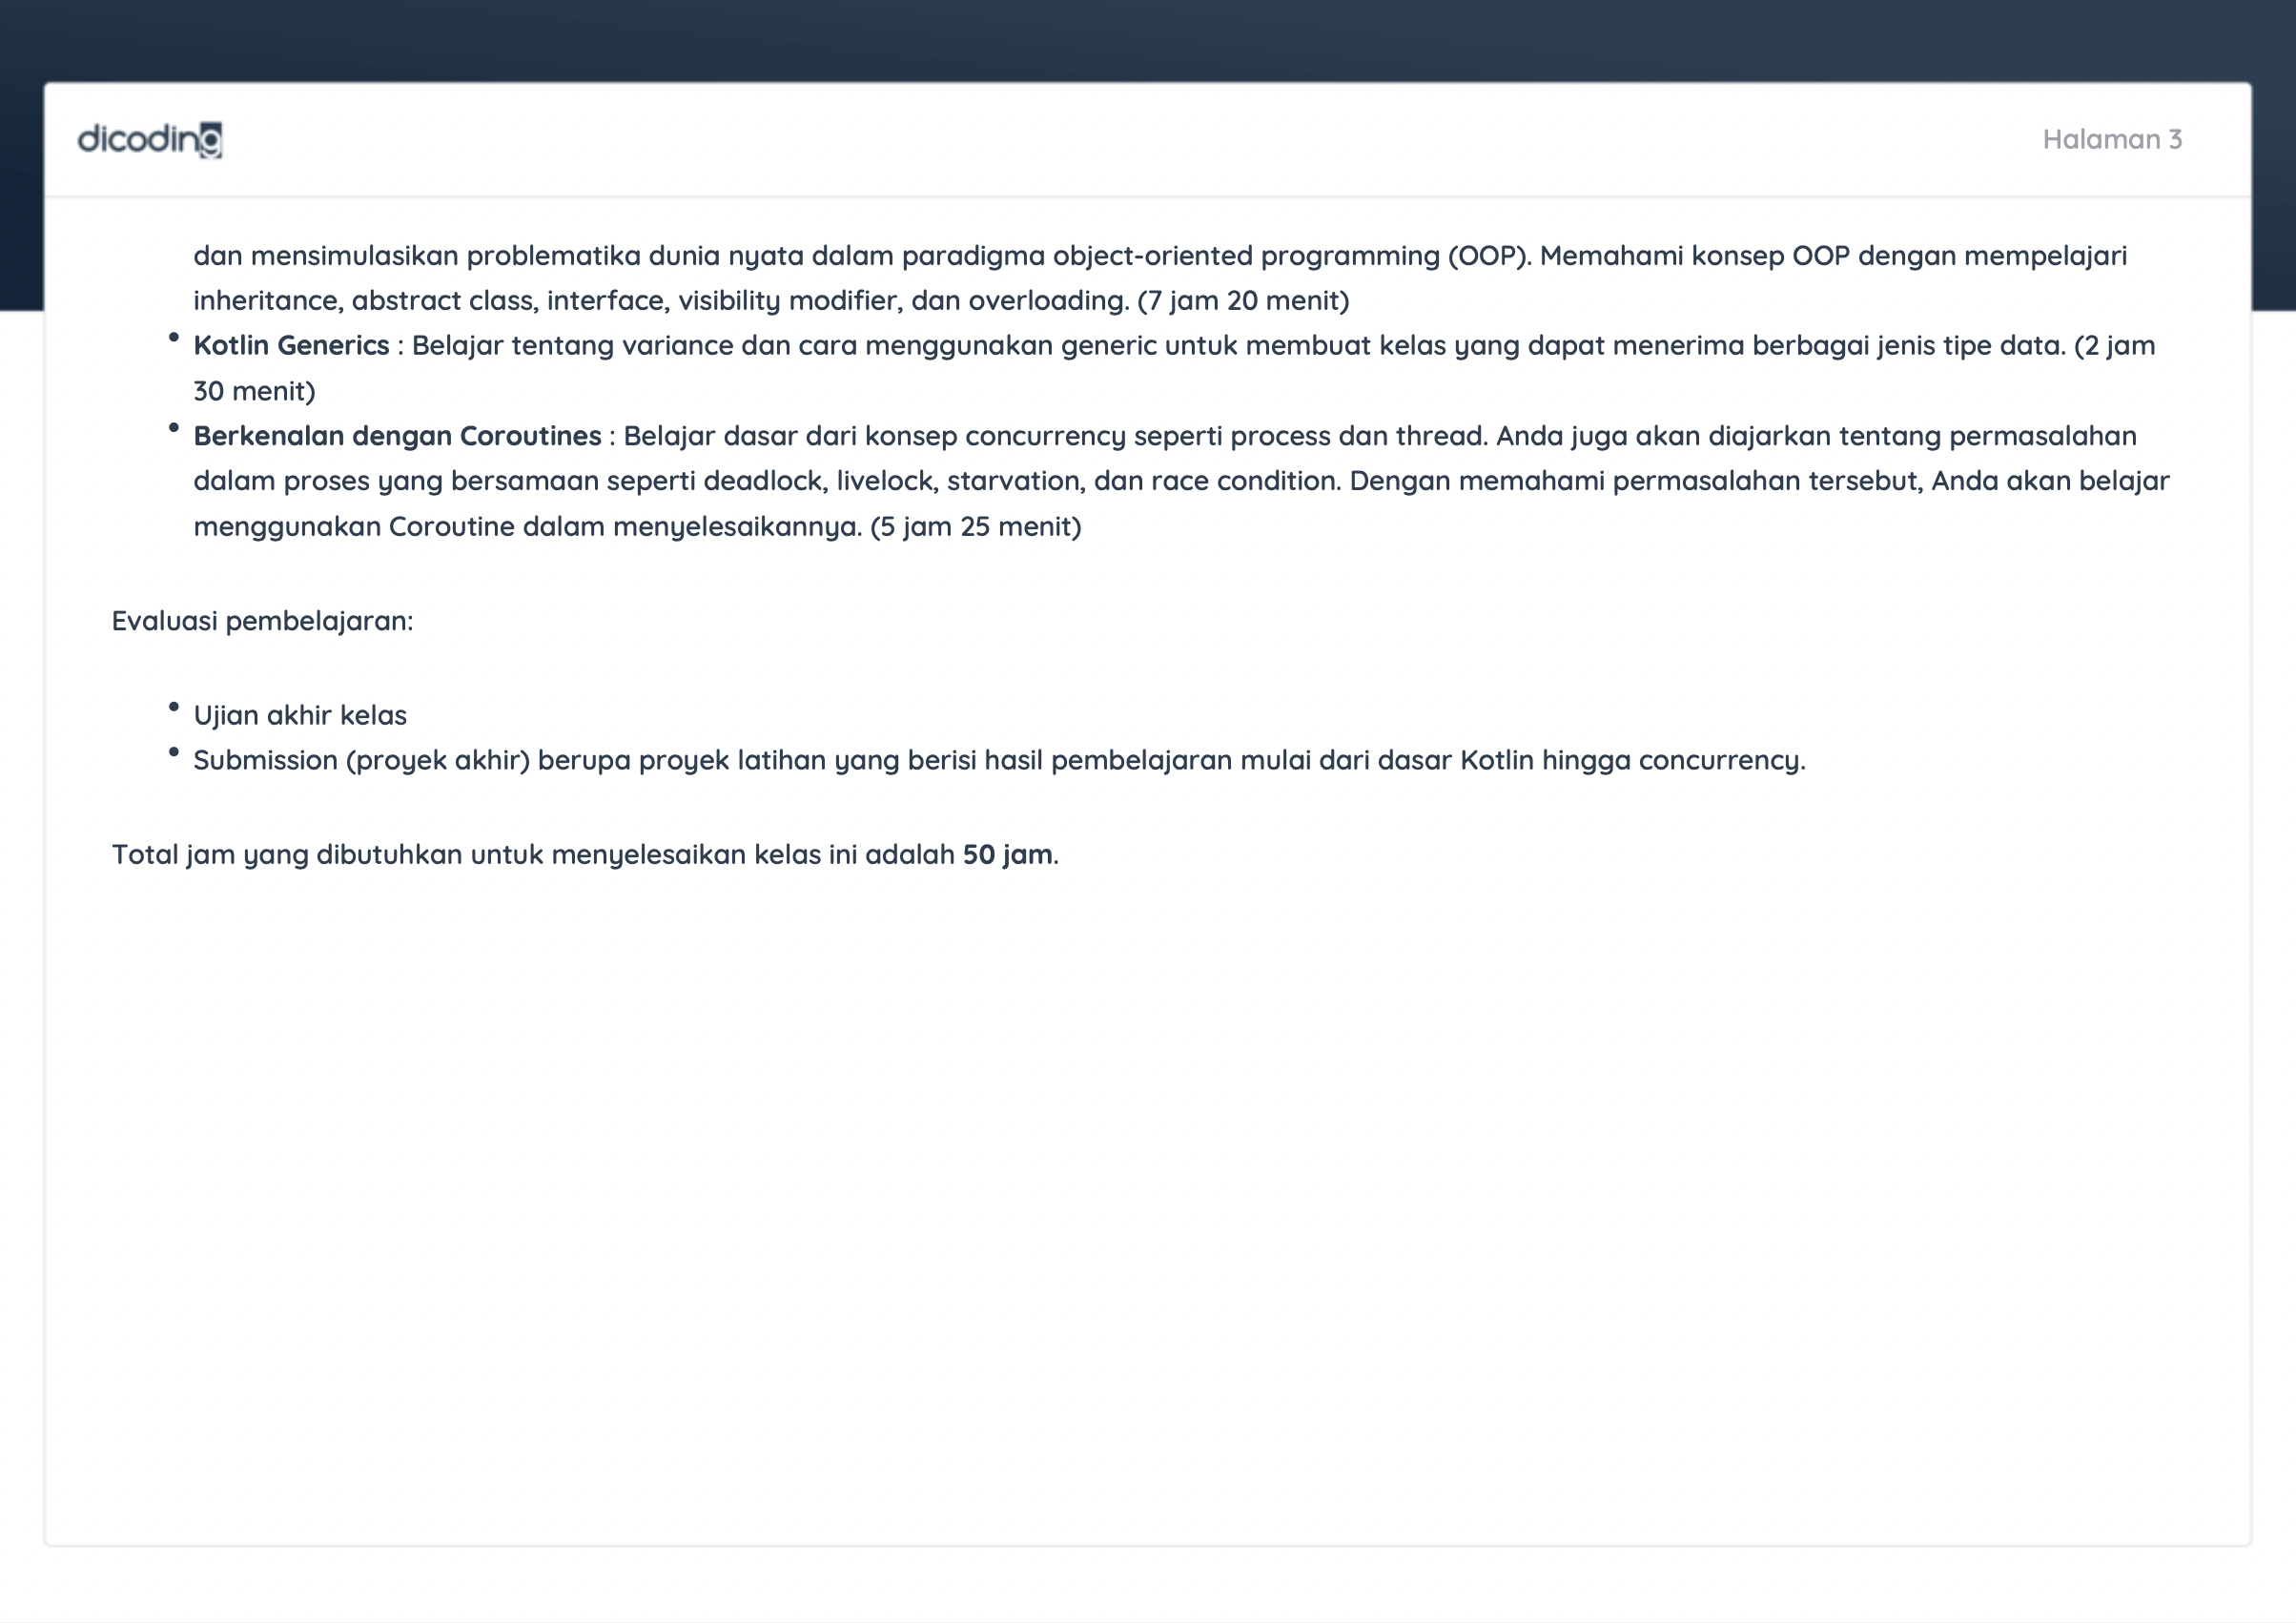 dicoding
Halaman 3
dan mensimulasikan problematika dunia nyata dalam paradigma object-oriented programming (OOP). Memahami konsep OOP dengan mempelajari
inheritance, abstract class, interface, visibility modifier, dan overloading. (7 jam 20 menit)
• Kotlin Generics : Belajar tentang variance dan cara menggunakan generic untuk membuat kelas yang dapat menerima berbagai jenis tipe data. (2 jam
30 menit)
• Berkenalan dengan Coroutines : Belajar dasar dari konsep concurrency seperti process dan thread. Anda juga akan diajarkan tentang permasalahan
dalam proses yang bersamaan seperti deadlock, livelock, starvation, dan race condition. Dengan memahami permasalahan tersebut, Anda akan belajar
menggunakan Coroutine dalam menyelesaikannya. (5 jam 25 menit)
Evaluasi pembelajaran:
• Ujian akhir kelas
• Submission (proyek akhir) berupa proyek latihan yang berisi hasil pembelajaran mulai dari dasar Kotlin hingga concurrency.
Total jam yang dibutuhkan untuk menyelesaikan kelas ini adalah 50 jam.